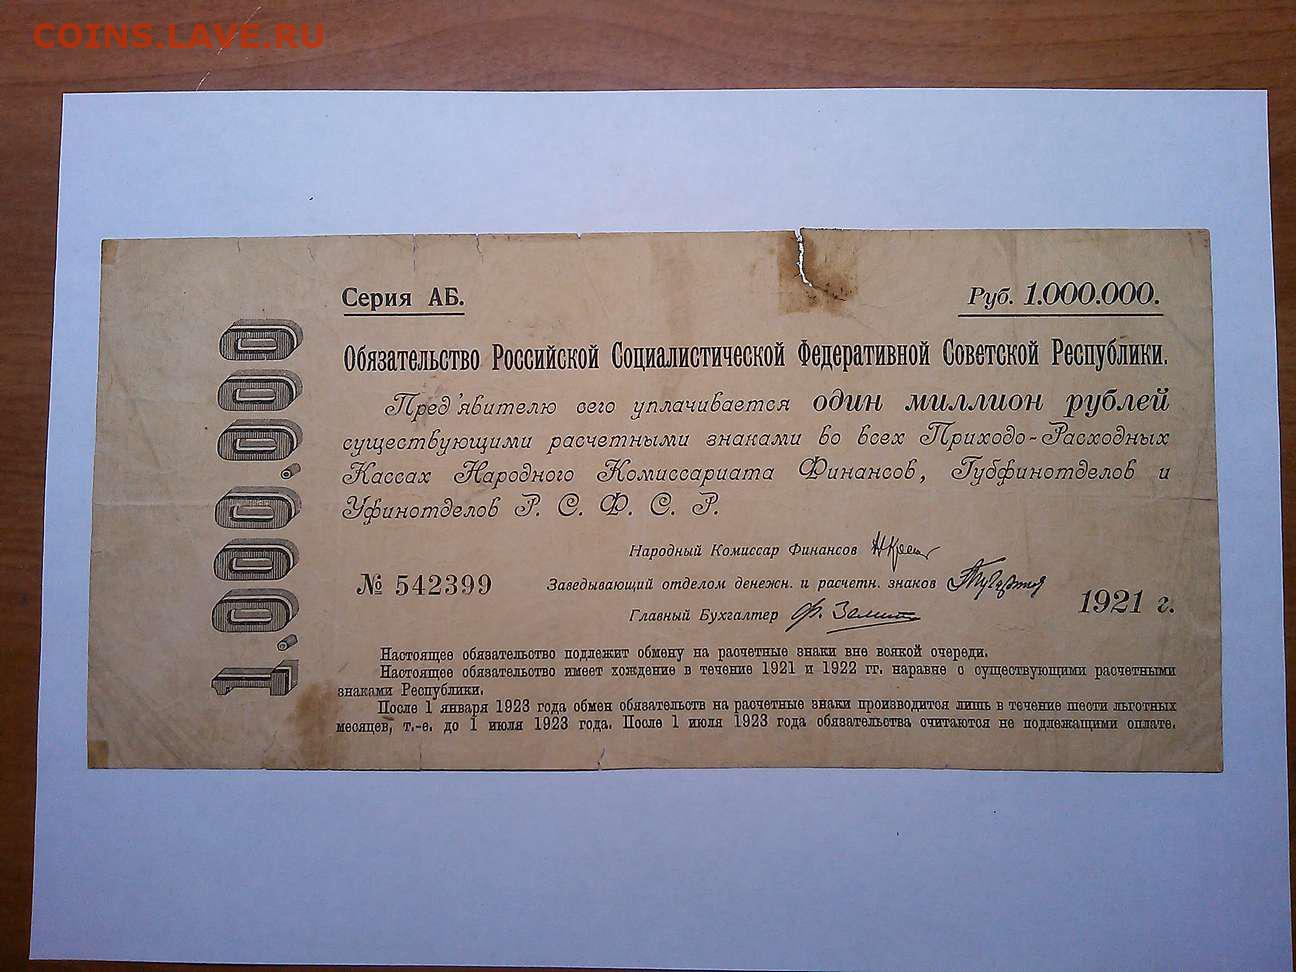 COINS.LAVE.RU
Серия АБ.
Руб. 1.000.000.
1.000.000
Обязательство Российской Социалистической Федеративной Советской Республики.
Пред'явителю сего уплачивается один миллион рублей
существующими расчетными знаками во всех Приходо-Расходных
Кассах Народного Комиссариата Финансов, Губфинотделов и
Уфинотделов Р. С. Ф. С. Р.
Народный Комиссар Финансов
№ 542399
Заведывающий отделом денежн. и расчетн. знаков
Главный Бухгалтер
1921 г.
Настоящее обязательство подлежит обмену на расчетные знаки вне всякой очереди.
Настоящее обязательство имеет хождение в течение 1921 и 1922 гг. наравне с существующими расчетными
знаками Республики.
После 1 января 1923 года обмен обязательств на расчетные знаки производится лишь в течение шести льготных
месяцев, т.-е. до 1 июля 1923 года. После 1 июля 1923 года обязательства считаются не подлежащими оплате.